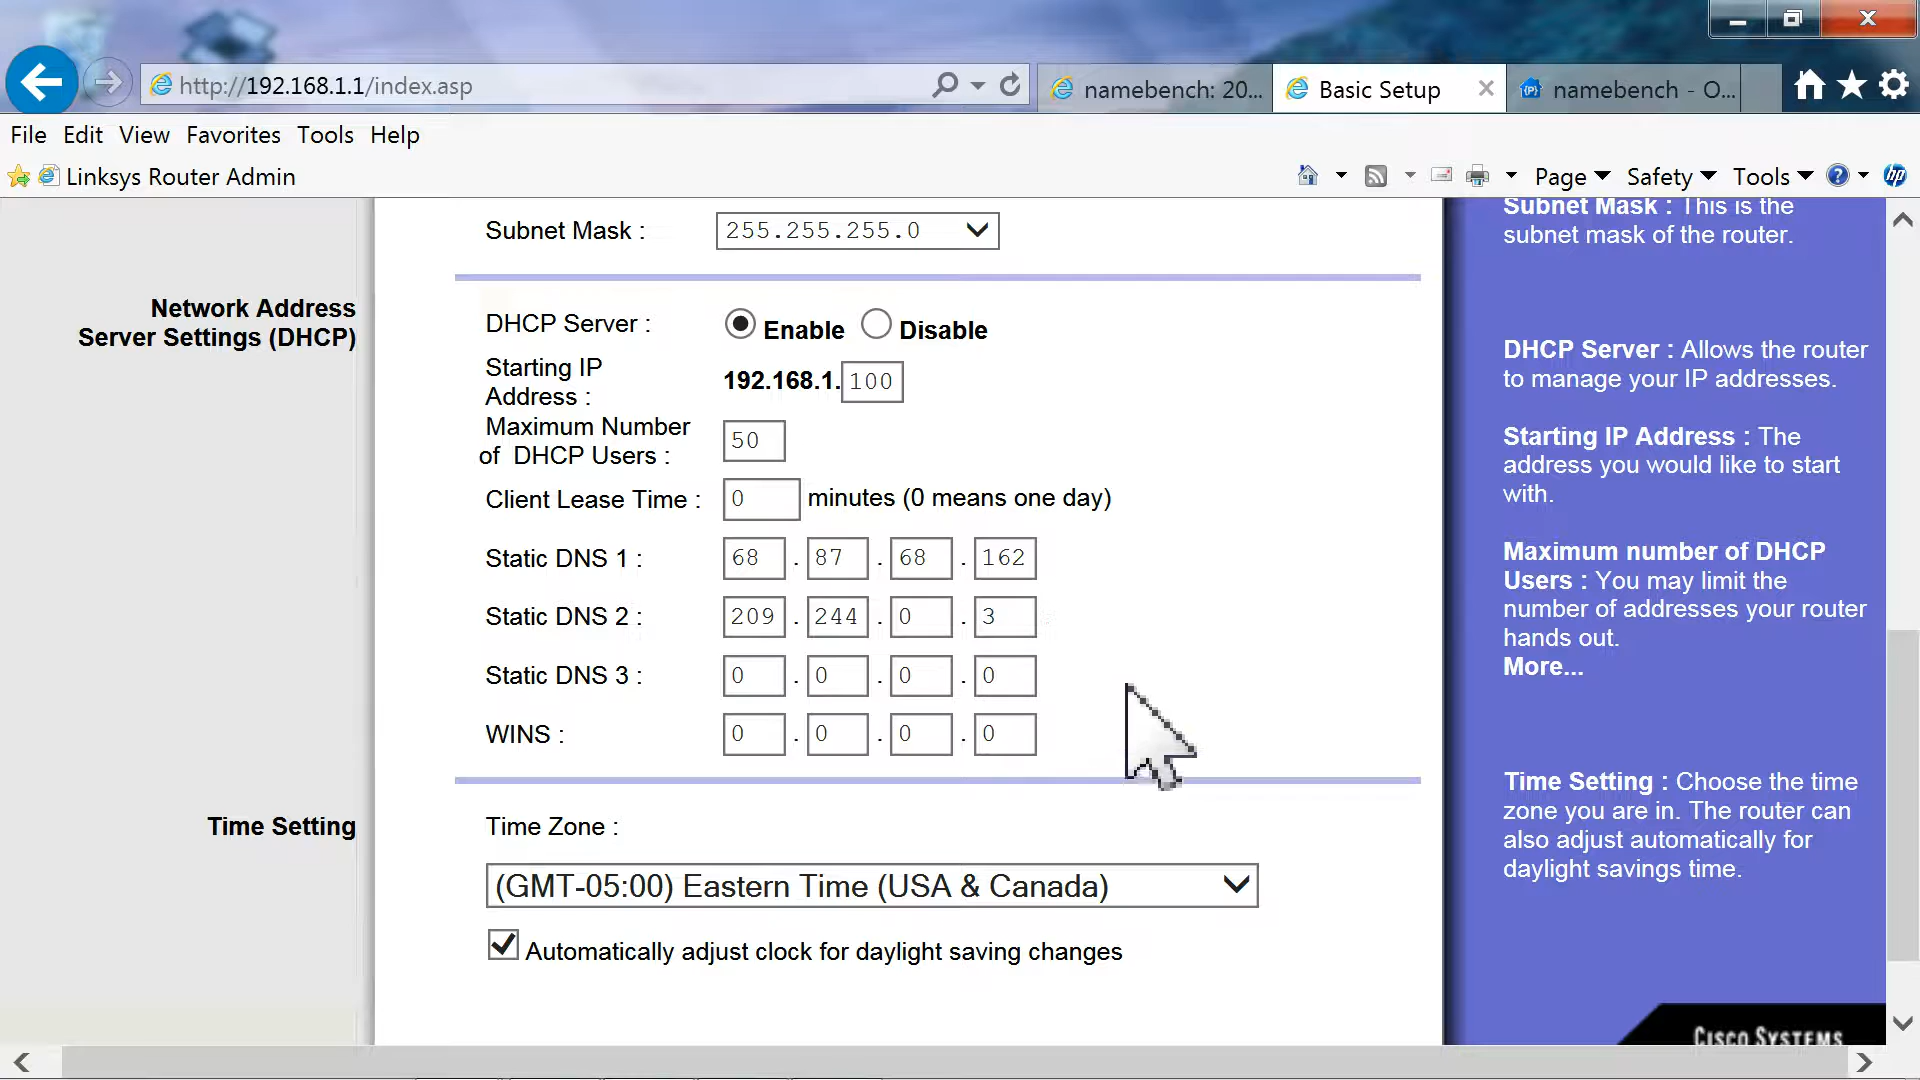 http://192.168.1.1/index.asp
namebench: 20...
Basic Setup
namebench - O...
File Edit View Favorites Tools Help
Linksys Router Admin
Page Safety Tools
Subnet Mask :
255.255.255.0
Network Address
Server Settings (DHCP)
DHCP Server :
Enable Disable
Starting IP
Address :
192.168.1. 100
Maximum Number
of DHCP Users :
50
Client Lease Time :
0 minutes (0 means one day)
Static DNS 1 :
68 . 87 . 68 . 162
Static DNS 2 :
209 . 244 . 0 . 3
Static DNS 3 :
0 . 0 . 0 . 0
WINS :
0 . 0 . 0 . 0
Time Setting
Time Zone :
(GMT-05:00) Eastern Time (USA & Canada)
Automatically adjust clock for daylight saving changes
Subnet Mask : This is the
subnet mask of the router.
DHCP Server : Allows the router
to manage your IP addresses.
Starting IP Address : The
address you would like to start
with.
Maximum number of DHCP
Users : You may limit the
number of addresses your router
hands out.
More...
Time Setting : Choose the time
zone you are in. The router can
also adjust automatically for
daylight savings time.
CISCO SYSTEMS
hp